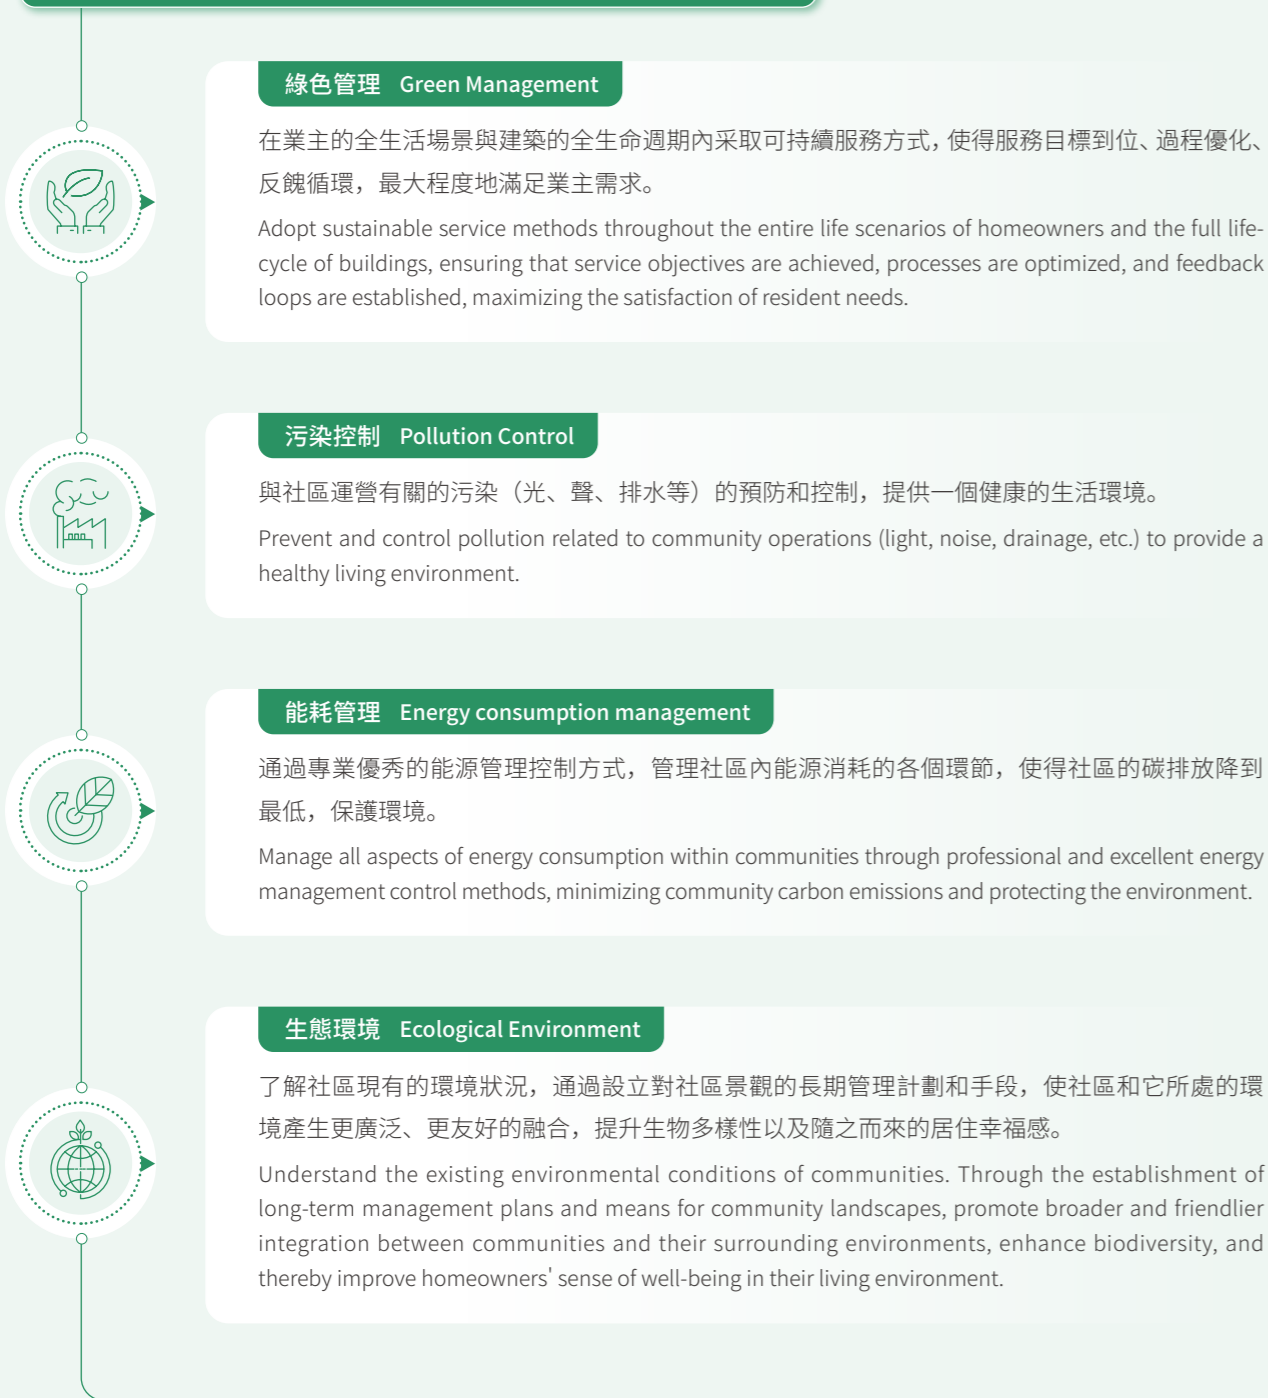 綠色管理 Green Management
在業主的全生活場景與建築的全生命週期內采取可持續服務方式，使得服務目標到位、過程優化、
反餽循環，最大程度地滿足業主需求。
Adopt sustainable service methods throughout the entire life scenarios of homeowners and the full life-
cycle of buildings, ensuring that service objectives are achieved, processes are optimized, and feedback
loops are established, maximizing the satisfaction of resident needs.
污染控制 Pollution Control
與社區運營有關的污染（光、聲、排水等）的預防和控制，提供一個健康的生活環境。
Prevent and control pollution related to community operations (light, noise, drainage, etc.) to provide a
healthy living environment.
能耗管理 Energy consumption management
通過專業優秀的能源管理控制方式，管理社區內能源消耗的各個環節，使得社區的碳排放降到
最低，保護環境。
Manage all aspects of energy consumption within communities through professional and excellent energy
management control methods, minimizing community carbon emissions and protecting the environment.
生態環境 Ecological Environment
了解社區現有的環境狀況，通過設立對社區景觀的長期管理計劃和手段，使社區和它所處的環
境產生更廣泛、更友好的融合，提升生物多樣性以及隨之而來的居住幸福感。
Understand the existing environmental conditions of communities. Through the establishment of
long-term management plans and means for community landscapes, promote broader and friendlier
integration between communities and their surrounding environments, enhance biodiversity, and
thereby improve homeowners' sense of well-being in their living environment.